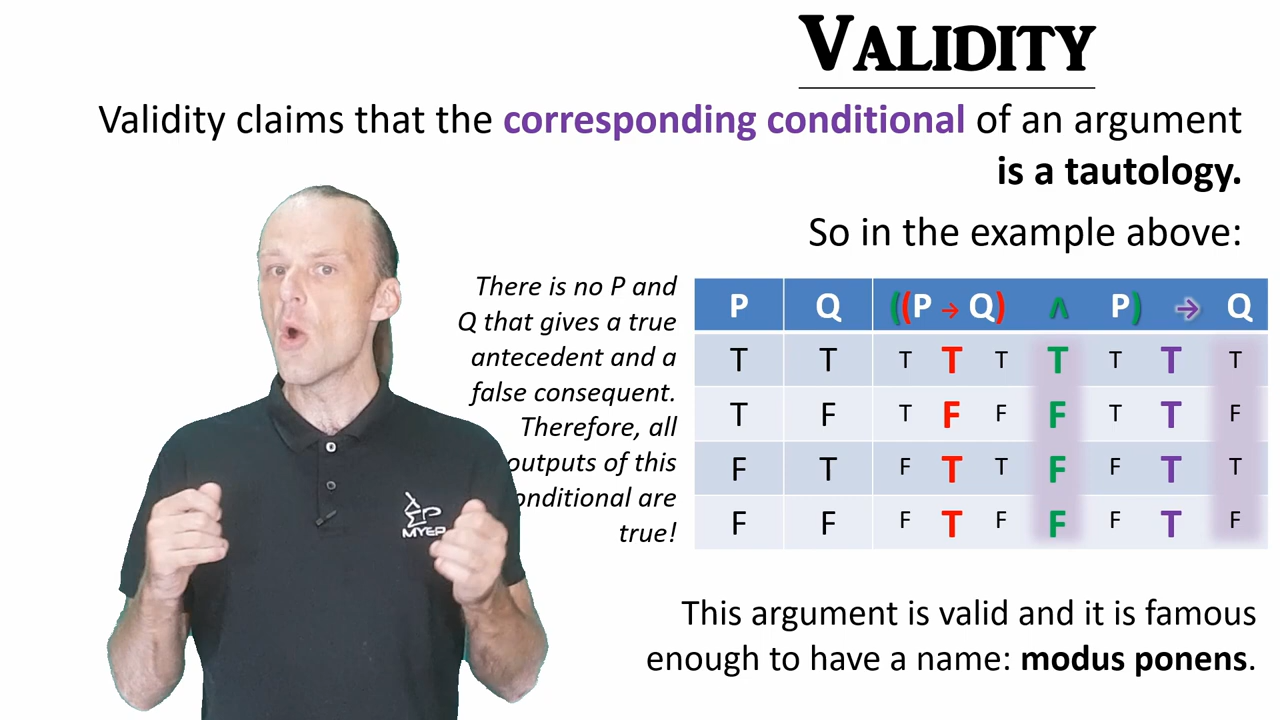 VALIDITY
Validity claims that the corresponding conditional of an argument
is a tautology.
So in the example above:
There is no P and
Q that gives a true
antecedent and a
false consequent.
Therefore, all
outputs of this
onditional are
true!
P Q ((P → Q) ∧ P) → Q
T T T T T T T T T
T F T F F F T T F
F T F T T F F T T
F F F T F F F T F
MYEP
This argument is valid and it is famous
enough to have a name: modus ponens.